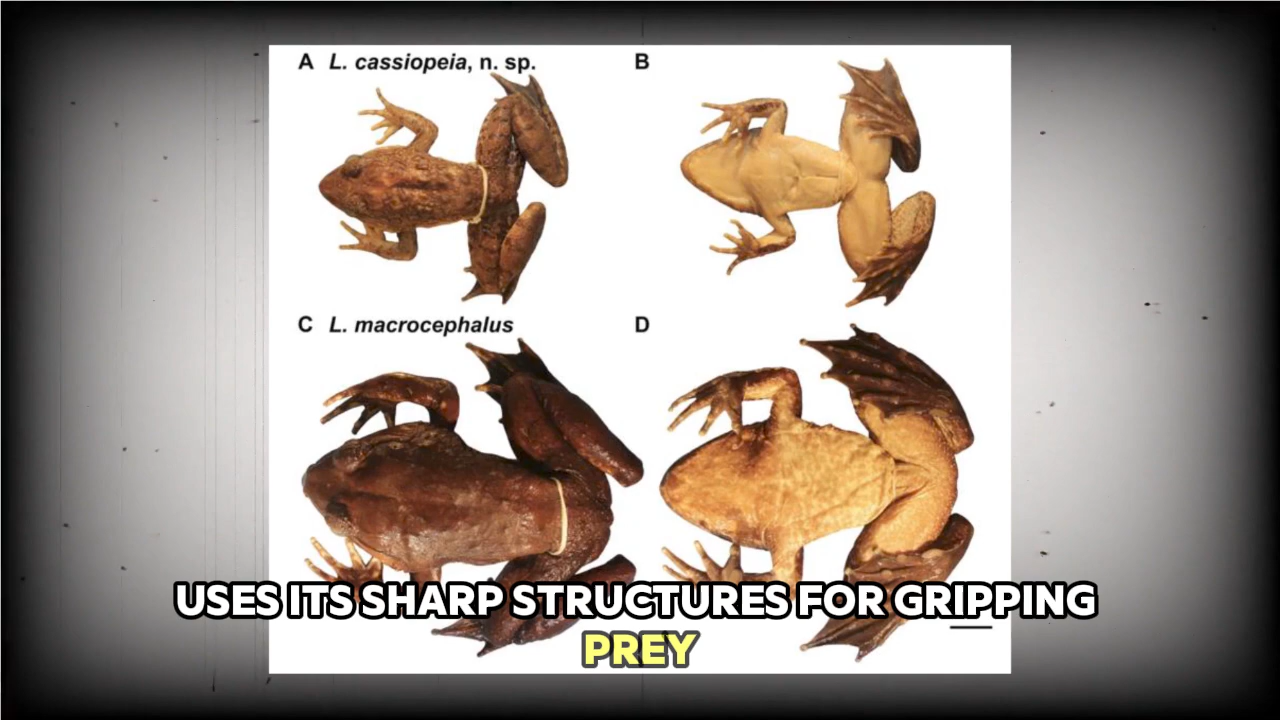 A L. cassiopeia, n. sp.
B
C L. macrocephalus
D
USES ITS SHARP STRUCTURES FOR GRIPPING
PREY